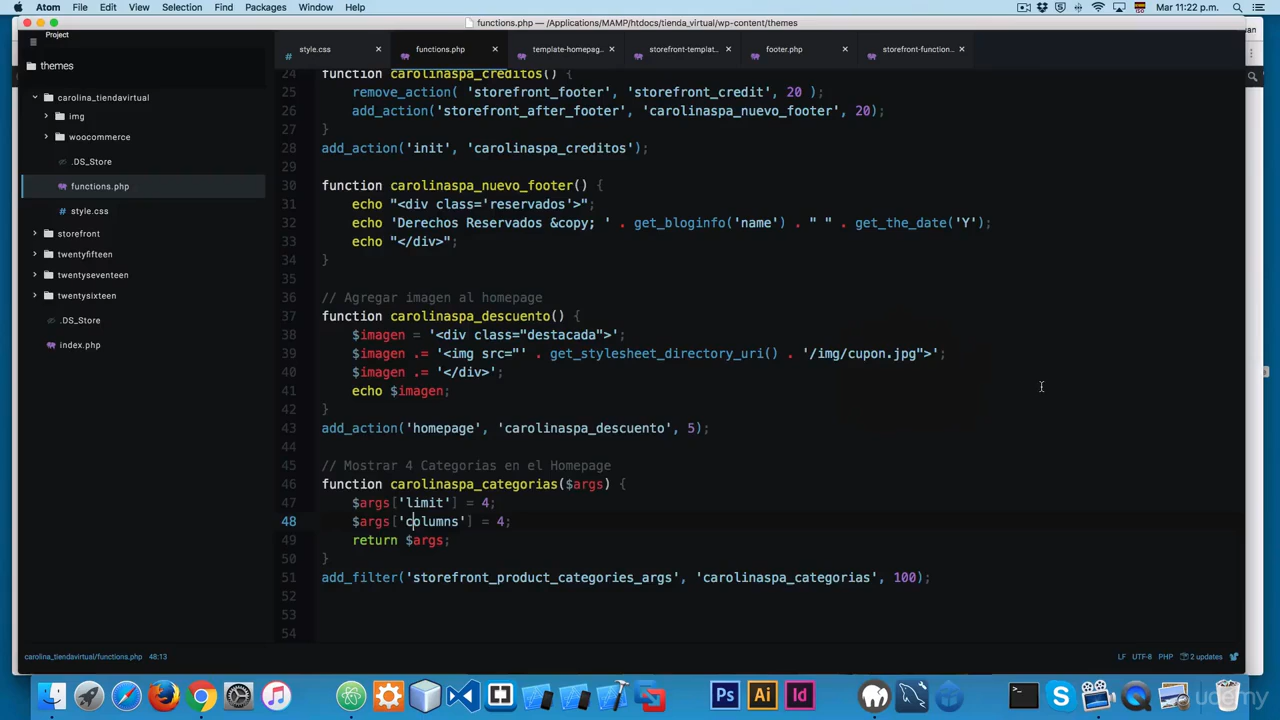 Atom File Edit View Selection Find Packages Window Help Mar 11:22 p.m.
functions.php — /Applications/MAMP/htdocs/tienda_virtual/wp-content/themes
Project
style.css functions.php template-homepag... storefront-templat... footer.php storefront-function...
themes
carolina_tiendavirtual
img
woocommerce
.DS_Store
functions.php
style.css
storefront
twentyfifteen
twentyseventeen
twentysixteen
.DS_Store
index.php
24 function carolinaspa_creditos() {
25 remove_action( 'storefront_footer', 'storefront_credit', 20 );
26 add_action('storefront_after_footer', 'carolinaspa_nuevo_footer', 20);
27 }
28 add_action('init', 'carolinaspa_creditos');
29
30 function carolinaspa_nuevo_footer() {
31 echo "<div class='reservados'>";
32 echo 'Derechos Reservados &copy; ' . get_bloginfo('name') . " " . get_the_date('Y');
33 echo "</div>";
34 }
35
36 // Agregar imagen al homepage
37 function carolinaspa_descuento() {
38 $imagen = '<div class="destacada">';
39 $imagen .= '<img src="' . get_stylesheet_directory_uri() . '/img/cupon.jpg">';
40 $imagen .= '</div>';
41 echo $imagen;
42 }
43 add_action('homepage', 'carolinaspa_descuento', 5);
44
45 // Mostrar 4 Categorias en el Homepage
46 function carolinaspa_categorias($args) {
47 $args['limit'] = 4;
48 $args['columns'] = 4;
49 return $args;
50 }
51 add_filter('storefront_product_categories_args', 'carolinaspa_categorias', 100);
52
53
54
carolina_tiendavirtual/functions.php 48:13 LF UTF-8 PHP 2 updates
Ps Ai Id
udemy